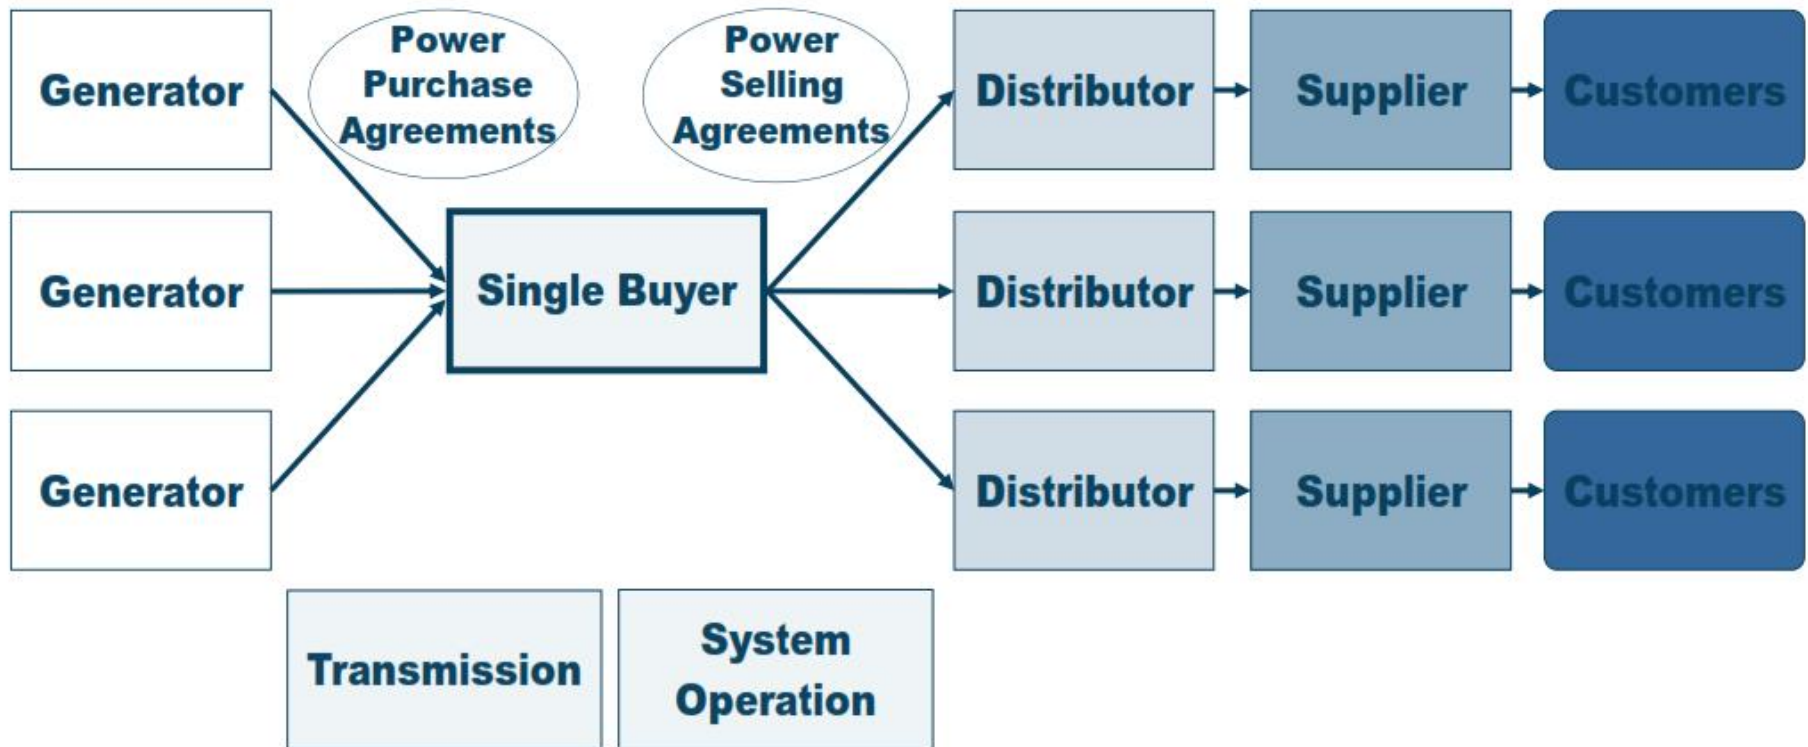 Generator
Power
Purchase
Agreements
Power
Selling
Agreements
Distributor
Supplier
Customers
Generator
Single Buyer
Distributor
Supplier
Customers
Generator
Distributor
Supplier
Customers
Transmission
System
Operation